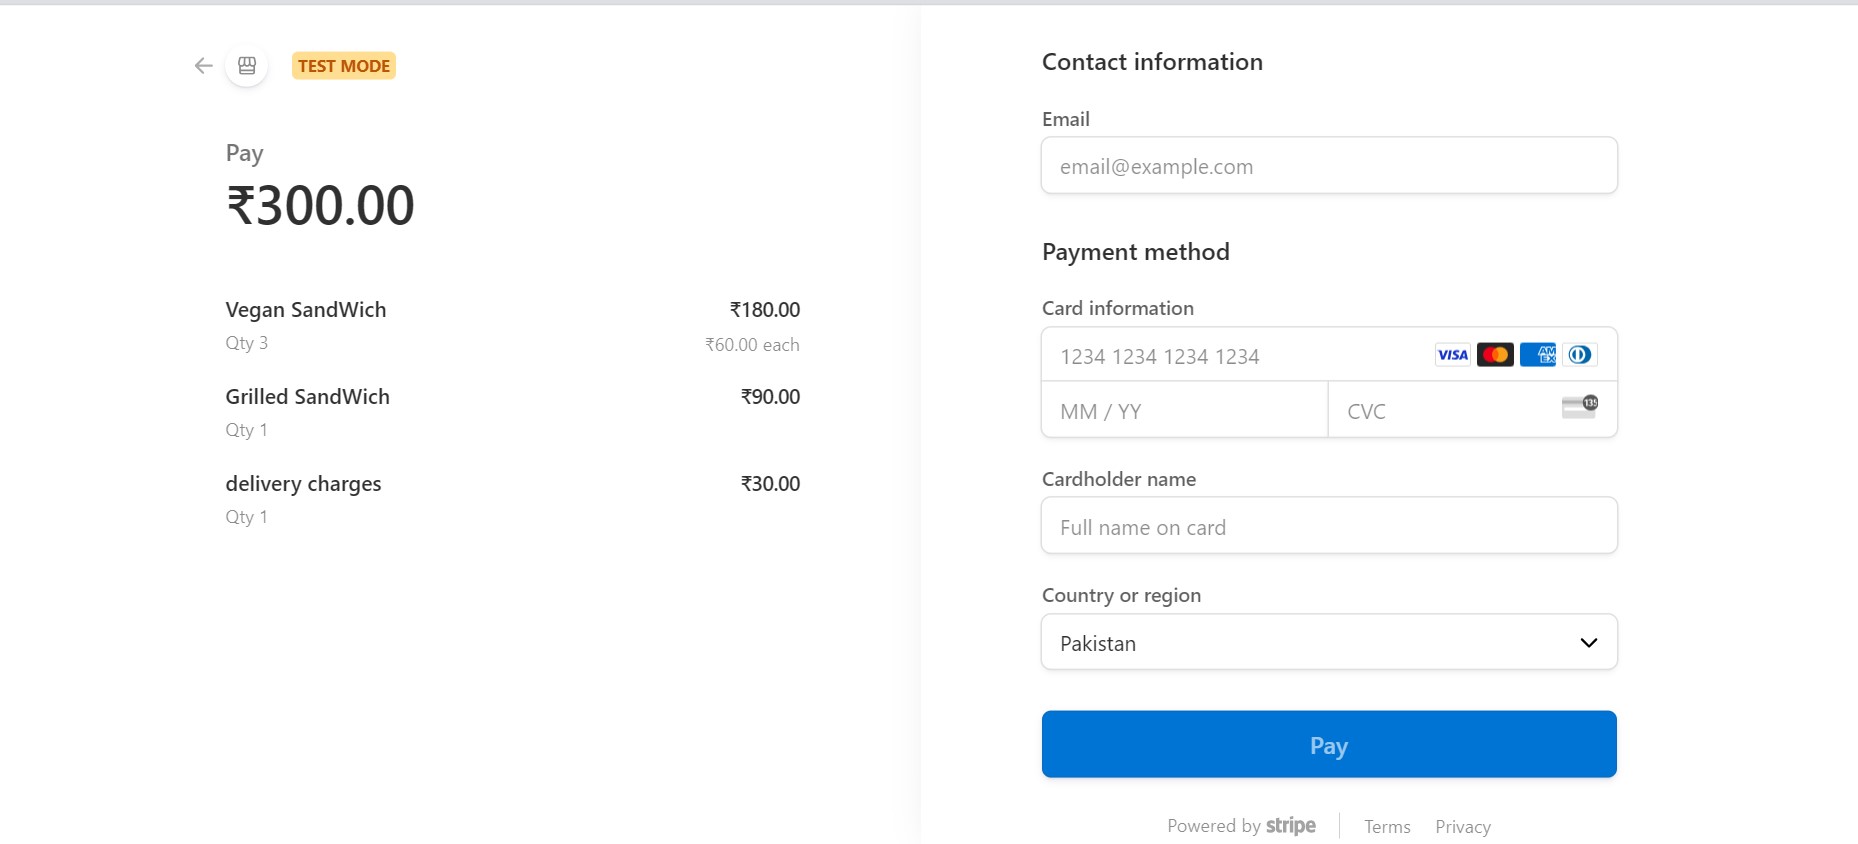 TEST MODE
Pay
₹300.00
Vegan SandWich ₹180.00
Qty 3 ₹60.00 each
Grilled SandWich ₹90.00
Qty 1
delivery charges ₹30.00
Qty 1
Contact information
Email
email@example.com
Payment method
Card information
1234 1234 1234 1234 VISA AM EX
MM / YY CVC 135
Cardholder name
Full name on card
Country or region
Pakistan
Pay
Powered by stripe Terms Privacy